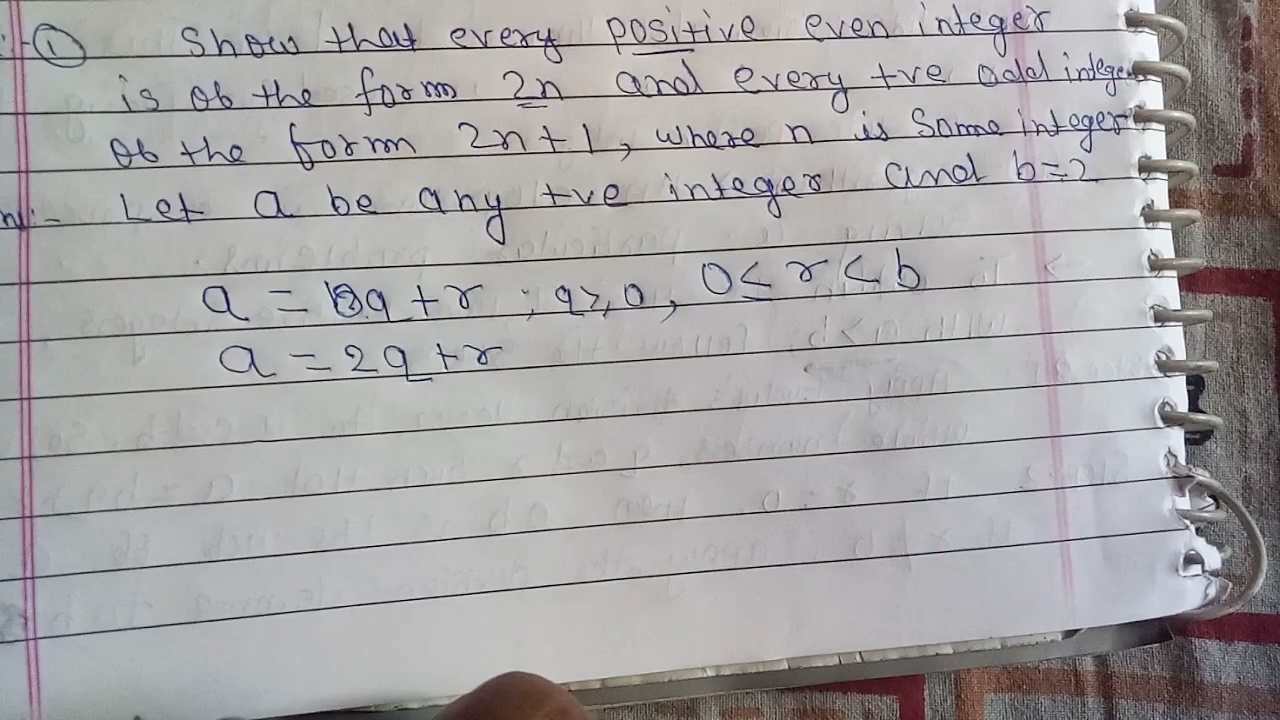 ① Show that every positive even integer
is of the form 2n and every +ve odd integer
of the form 2n+1, where n is some integer
Let a be any +ve integer and b=2
a = bq + r ; q ≥ 0, 0 ≤ r < b
a = 2q + r